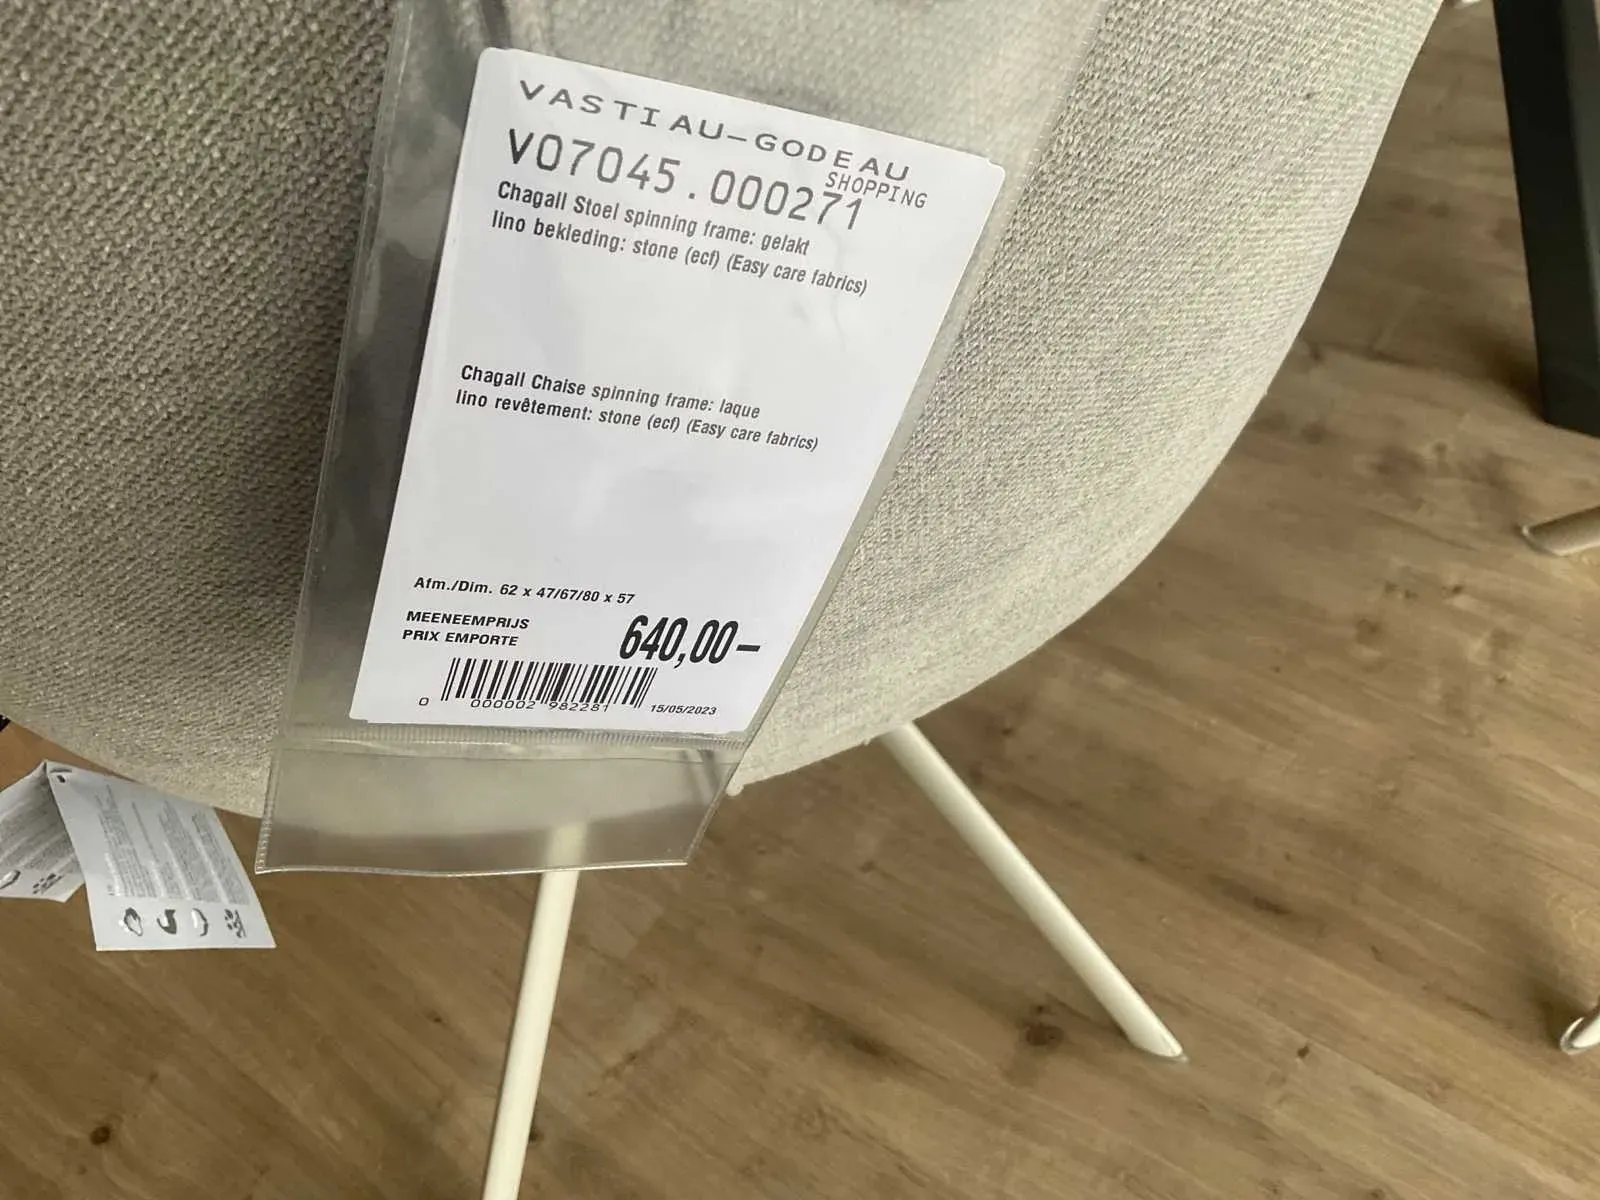 VASTIAU-GODEAU
SHOPPING
V07045.000271
Chagall Stoel spinning frame: gelakt
lino bekleding: stone (ecf) (Easy care fabrics)
Chagall Chaise spinning frame: laque
lino revêtement: stone (ecf) (Easy care fabrics)
Afm./Dim. 62 x 47/67/80 x 57
MEENEEMPRIJS
PRIX EMPORTE
640,00–
0 000002 982281
15/05/2023